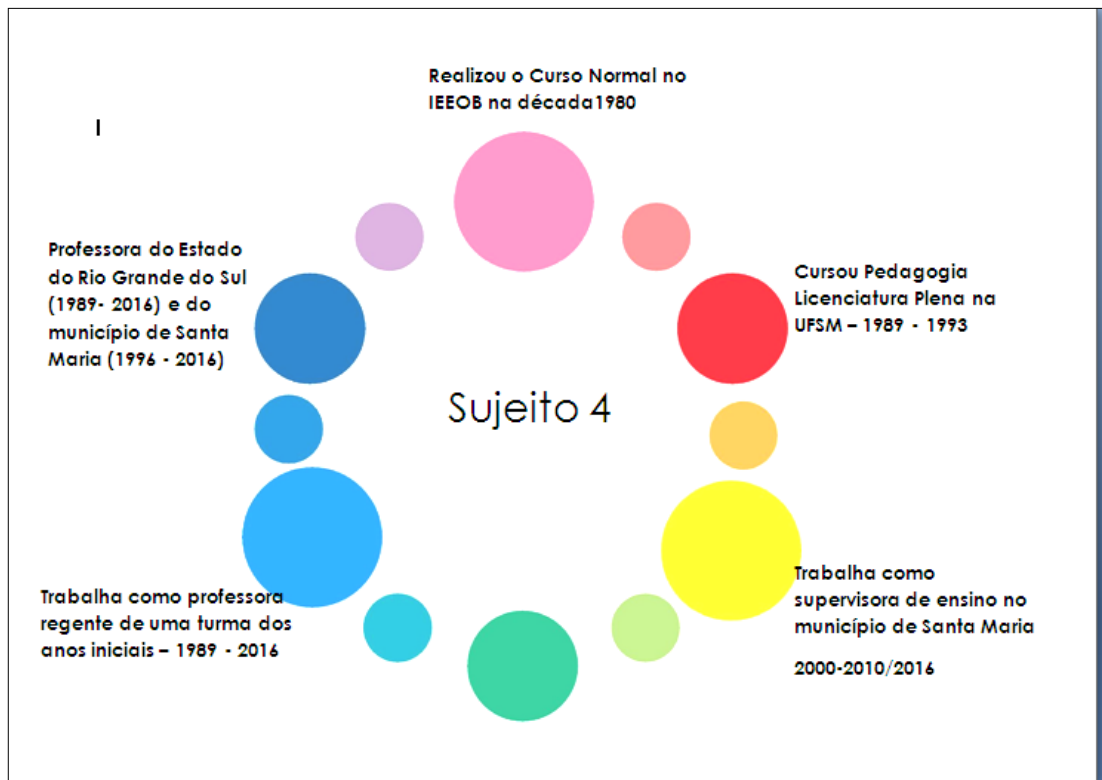 Realizou o Curso Normal no
IEEOB na década1980
I
Professora do Estado
do Rio Grande do Sul
(1989- 2016) e do
município de Santa
Maria (1996 - 2016)
Cursou Pedagogia
Licenciatura Plena na
UFSM – 1989 - 1993
Sujeito 4
Trabalha como
supervisora de ensino no
município de Santa Maria
2000-2010/2016
Trabalha como professora
regente de uma turma dos
anos iniciais – 1989 - 2016